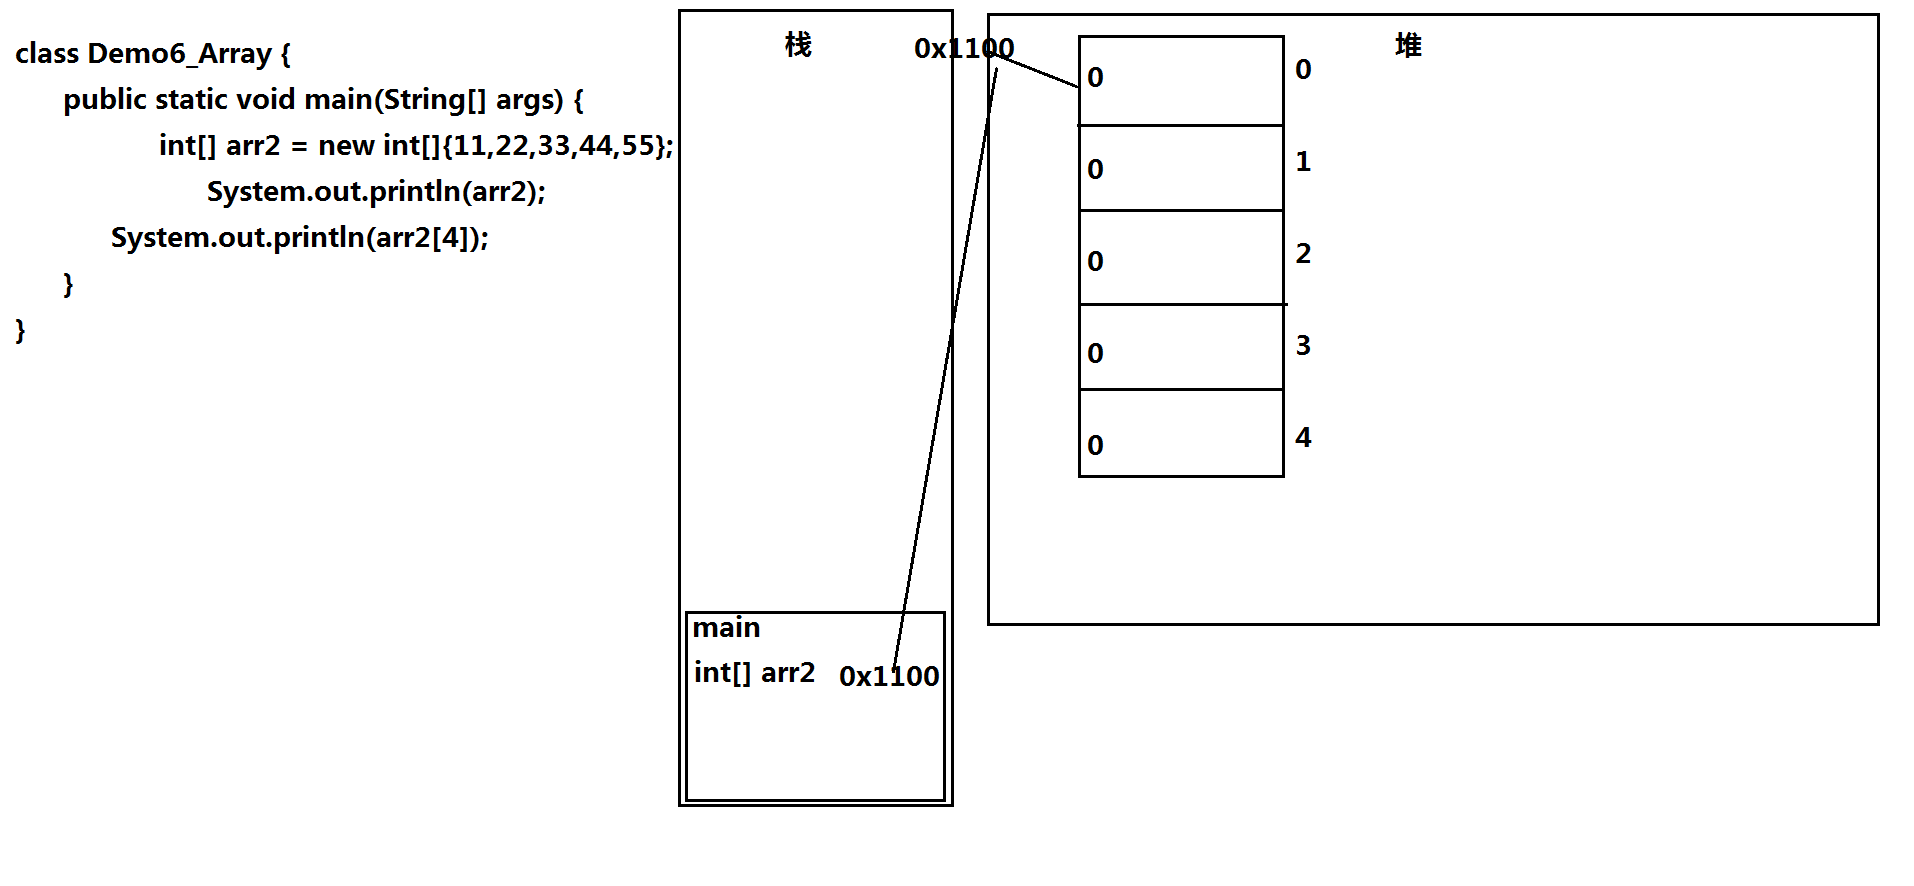 class Demo6_Array {
public static void main(String[] args) {
int[] arr2 = new int[]{11,22,33,44,55};
System.out.println(arr2);
System.out.println(arr2[4]);
}
}
栈
main
int[] arr2 0x1100
0x1100
堆
0 0
0 1
0 2
0 3
0 4